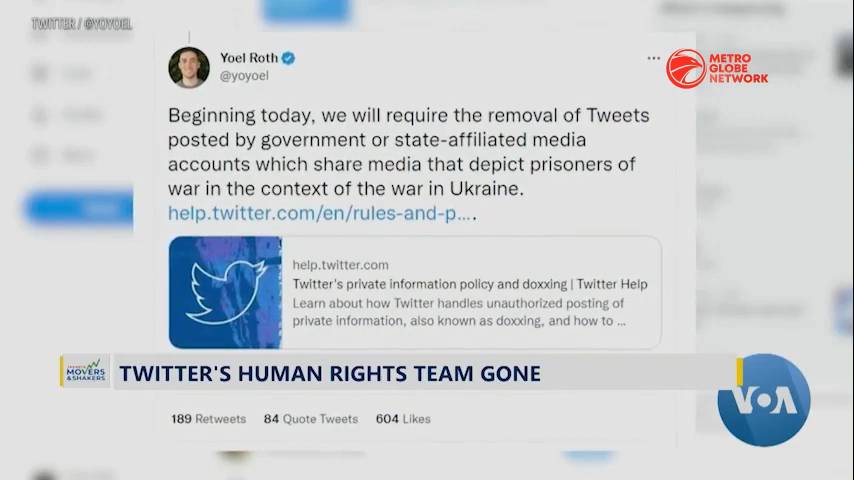 TWITTER / @YOYOEL
METRO
GLOBE
NETWORK
Yoel Roth
@yoyoel
Beginning today, we will require the removal of Tweets
posted by government or state-affiliated media
accounts which share media that depict prisoners of
war in the context of the war in Ukraine.
help.twitter.com/en/rules-and-p....
help.twitter.com
Twitter's private information policy and doxxing | Twitter Help
Learn about how Twitter handles unauthorized posting of
private information, also known as doxxing, and how to ...
MOVERS
&SHAKERS
TWITTER'S HUMAN RIGHTS TEAM GONE
VOA
189 Retweets 84 Quote Tweets 604 Likes